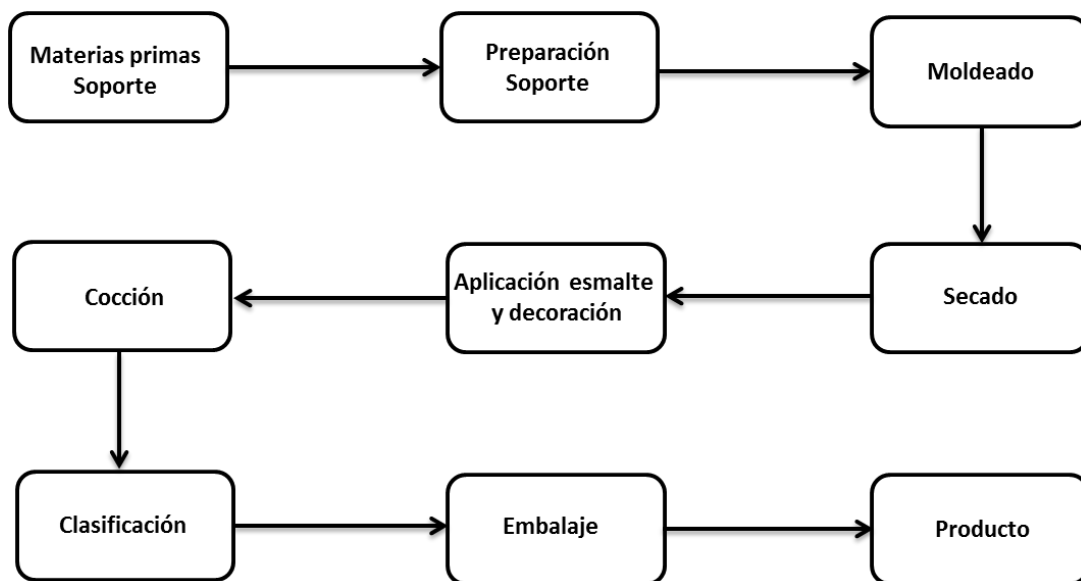 Materias primas
Soporte
Preparación
Soporte
Moldeado
Cocción
Aplicación esmalte
y decoración
Secado
Clasificación
Embalaje
Producto